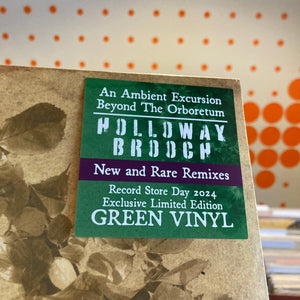 An Ambient Excursion
Beyond The Orboretum
HOLLOWAY
BROOCH
New and Rare Remixes
Record Store Day 2024
Exclusive Limited Edition
GREEN VINYL